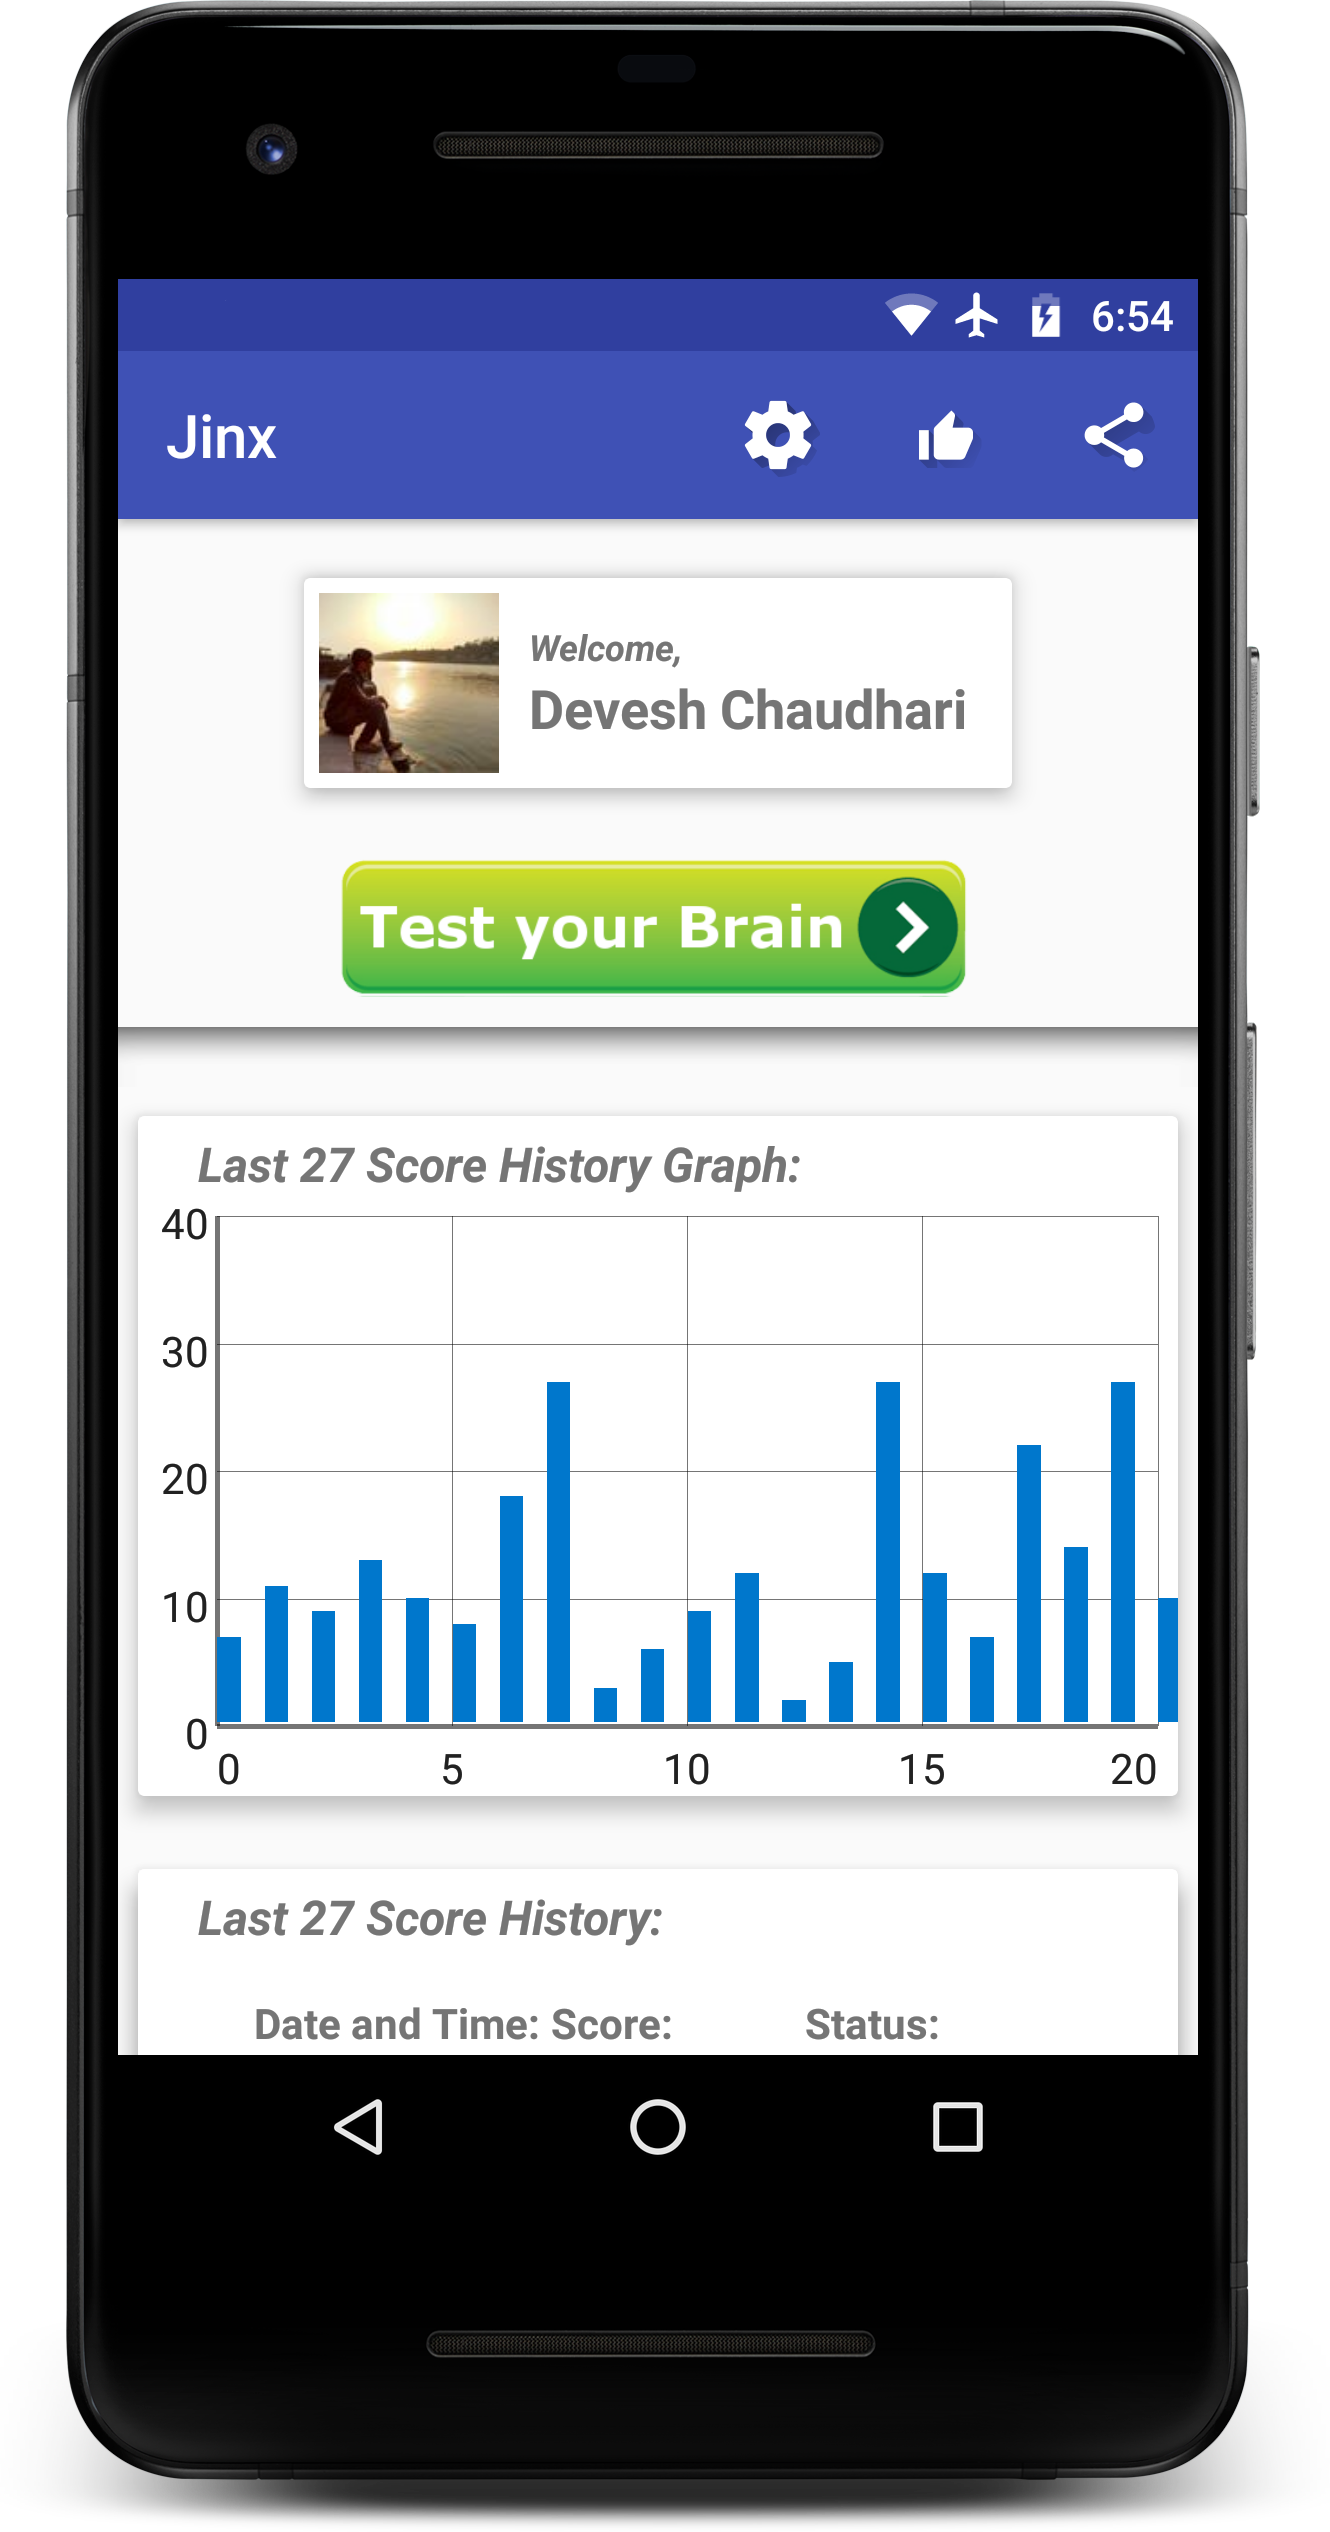 6:54
Jinx
Welcome,
Devesh Chaudhari
Test your Brain
Last 27 Score History Graph:
40
30
20
10
0
0 5 10 15 20
Last 27 Score History:
Date and Time: Score: Status: